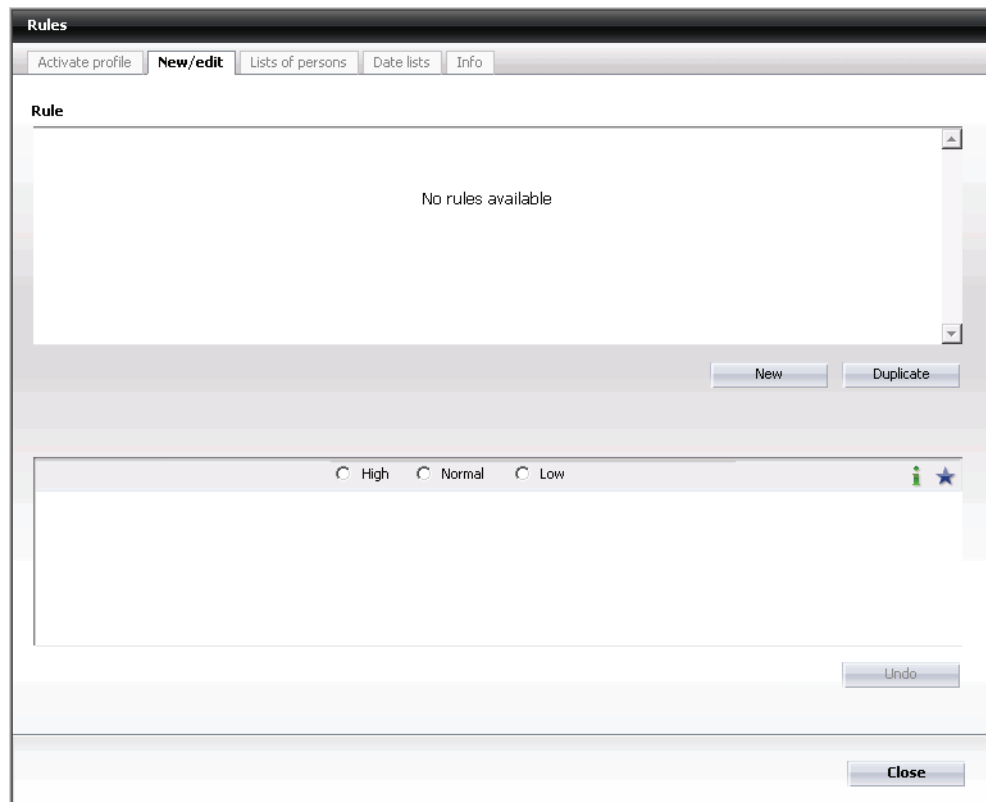 Rules
Activate profile New/edit Lists of persons Date lists Info
Rule
No rules available
New Duplicate
High Normal Low
Undo
Close